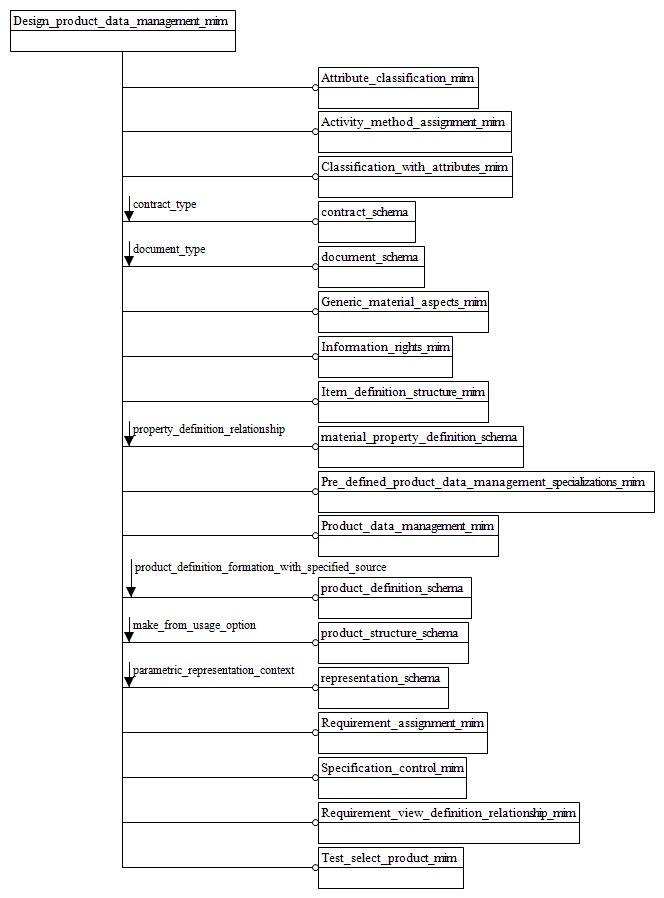 Design_product_data_management_mim
Attribute_classification_mim
Activity_method_assignment_mim
Classification_with_attributes_mim
contract_type
contract_schema
document_type
document_schema
Generic_material_aspects_mim
Information_rights_mim
Item_definition_structure_mim
property_definition_relationship
material_property_definition_schema
Pre_defined_product_data_management_specializations_mim
Product_data_management_mim
product_definition_formation_with_specified_source
product_definition_schema
make_from_usage_option
product_structure_schema
parametric_representation_context
representation_schema
Requirement_assignment_mim
Specification_control_mim
Requirement_view_definition_relationship_mim
Test_select_product_mim